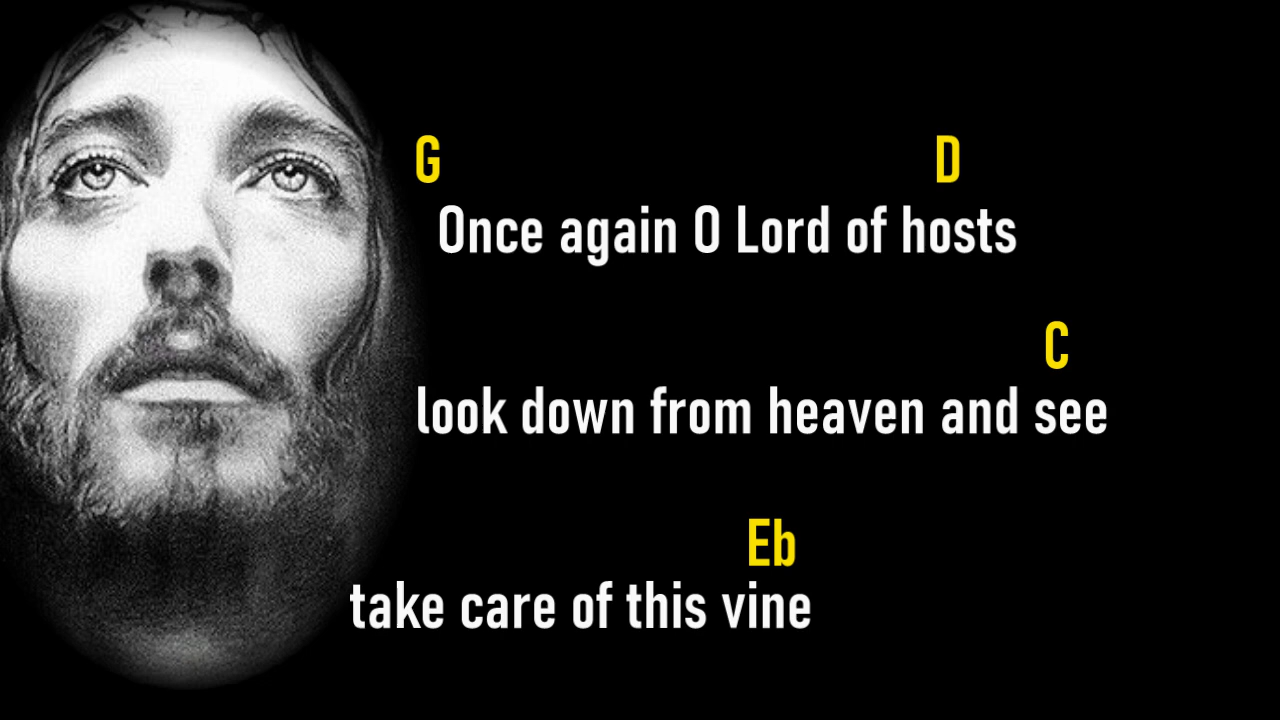 G D
Once again O Lord of hosts
C
look down from heaven and see
Eb
take care of this vine